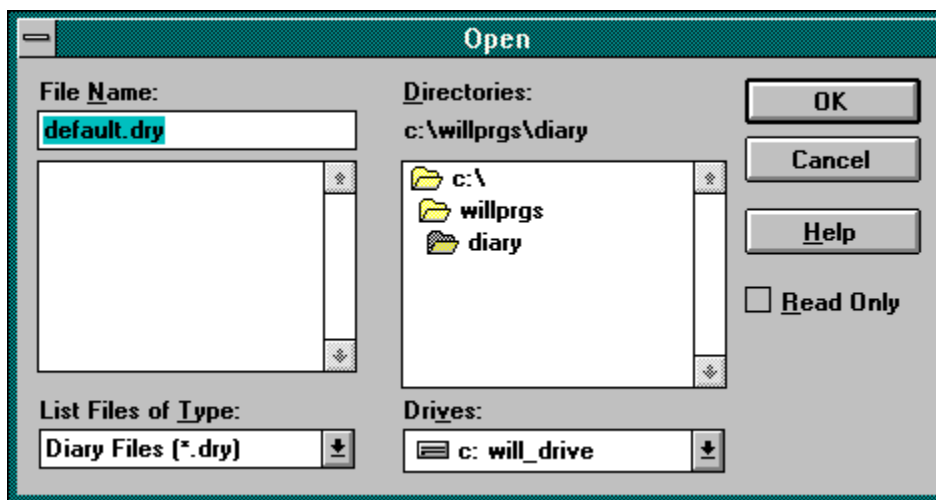 Open
File Name:
default.dry
List Files of Type:
Diary Files (*.dry)
Directories:
c:\willprgs\diary
c:\
willprgs
diary
Drives:
c: will_drive
OK
Cancel
Help
Read Only